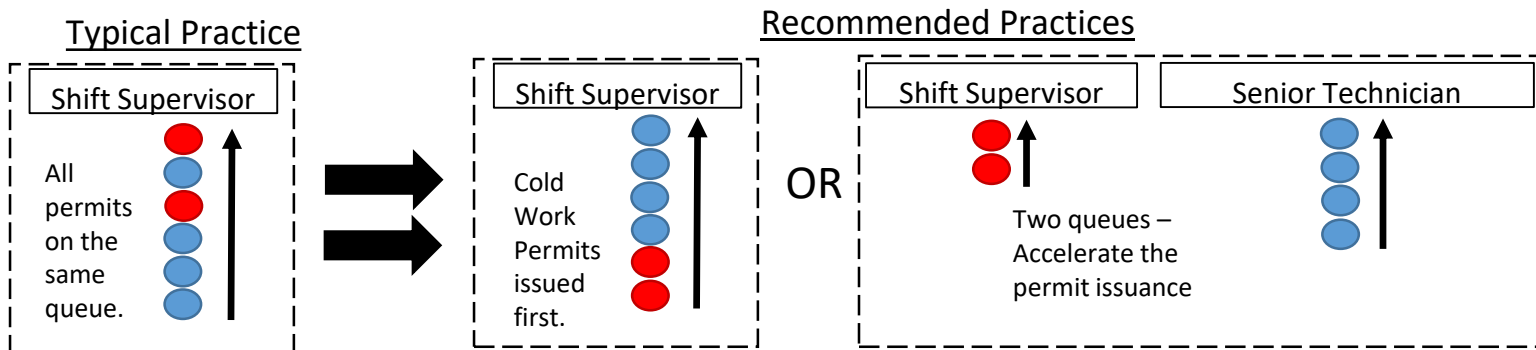 Typical Practice
Recommended Practices
Shift Supervisor
All
permits
on the
same
queue.
Shift Supervisor
Cold
Work
Permits
issued
first.
OR
Shift Supervisor
Senior Technician
Two queues –
Accelerate the
permit issuance